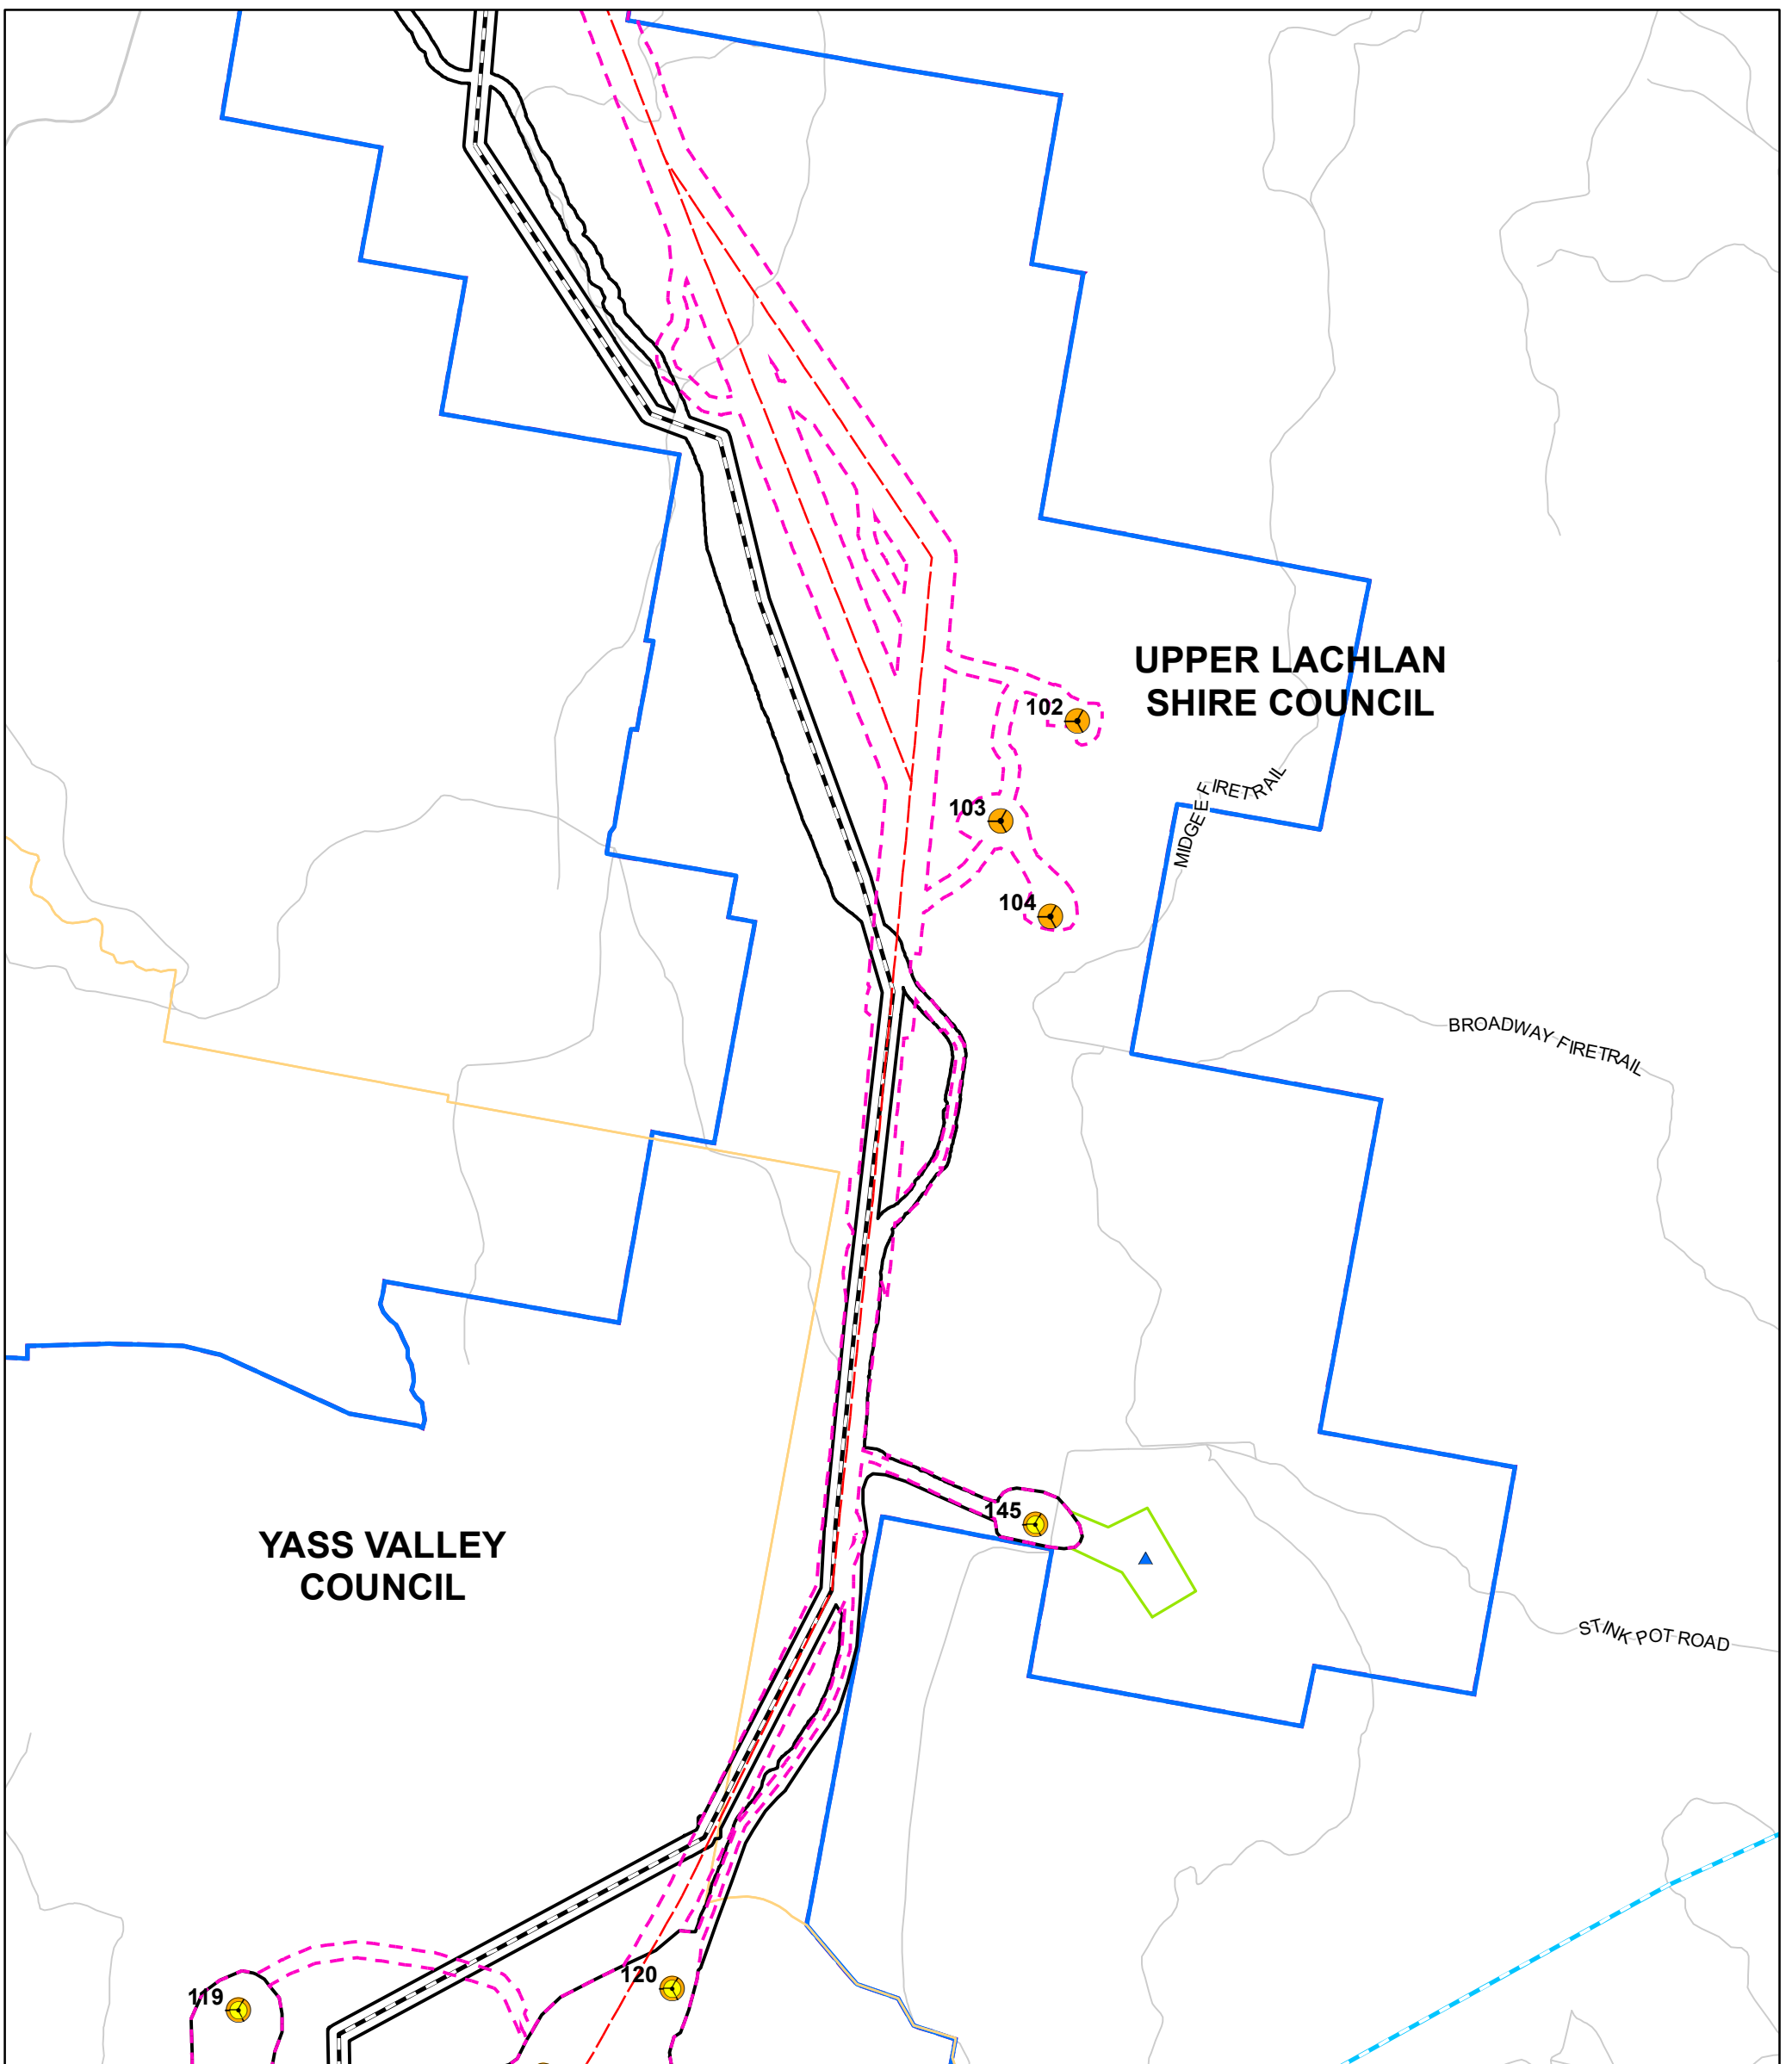 UPPER LACHLAN
SHIRE COUNCIL
102
MIDGEE FIRETRAIL
103
104
BROADWAY FIRETRAIL
145
YASS VALLEY
COUNCIL
STINK POT ROAD
120
119